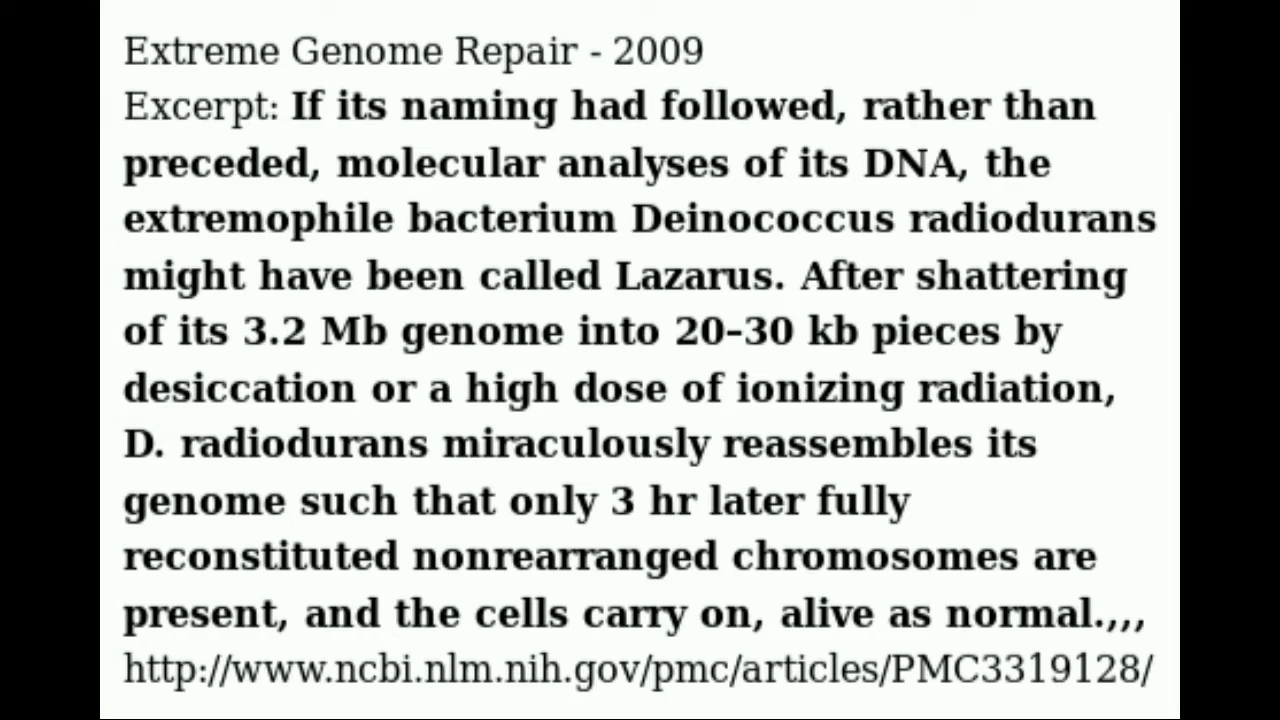 Extreme Genome Repair - 2009
Excerpt: If its naming had followed, rather than
preceded, molecular analyses of its DNA, the
extremophile bacterium Deinococcus radiodurans
might have been called Lazarus. After shattering
of its 3.2 Mb genome into 20–30 kb pieces by
desiccation or a high dose of ionizing radiation,
D. radiodurans miraculously reassembles its
genome such that only 3 hr later fully
reconstituted nonrearranged chromosomes are
present, and the cells carry on, alive as normal.,,,
http://www.ncbi.nlm.nih.gov/pmc/articles/PMC3319128/